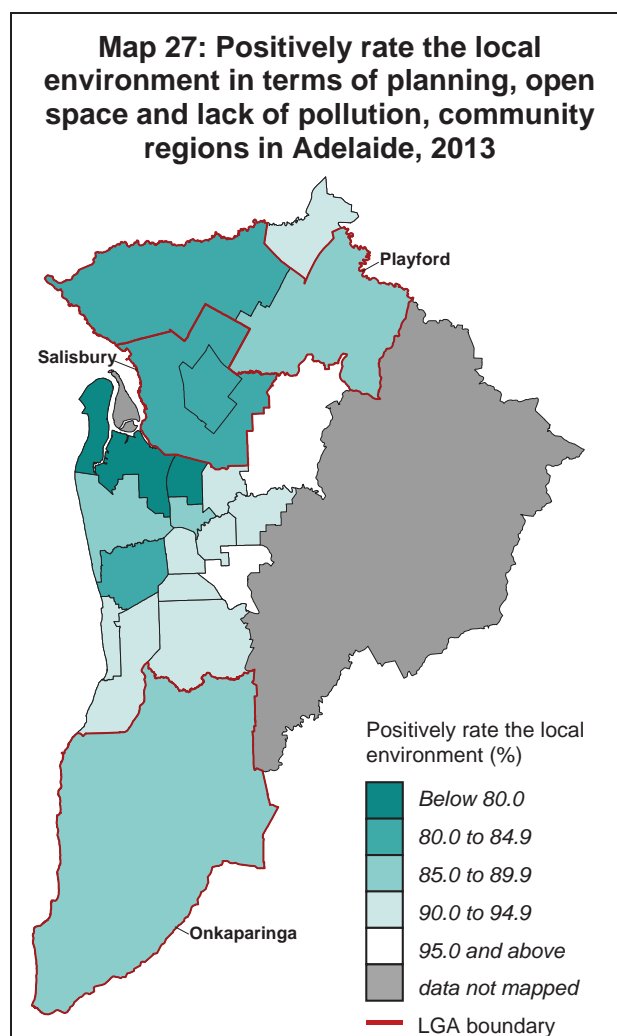 Map 27: Positively rate the local
environment in terms of planning, open
space and lack of pollution, community
regions in Adelaide, 2013
Playford
Salisbury
Onkaparinga
Positively rate the local
environment (%)
Below 80.0
80.0 to 84.9
85.0 to 89.9
90.0 to 94.9
95.0 and above
data not mapped
LGA boundary